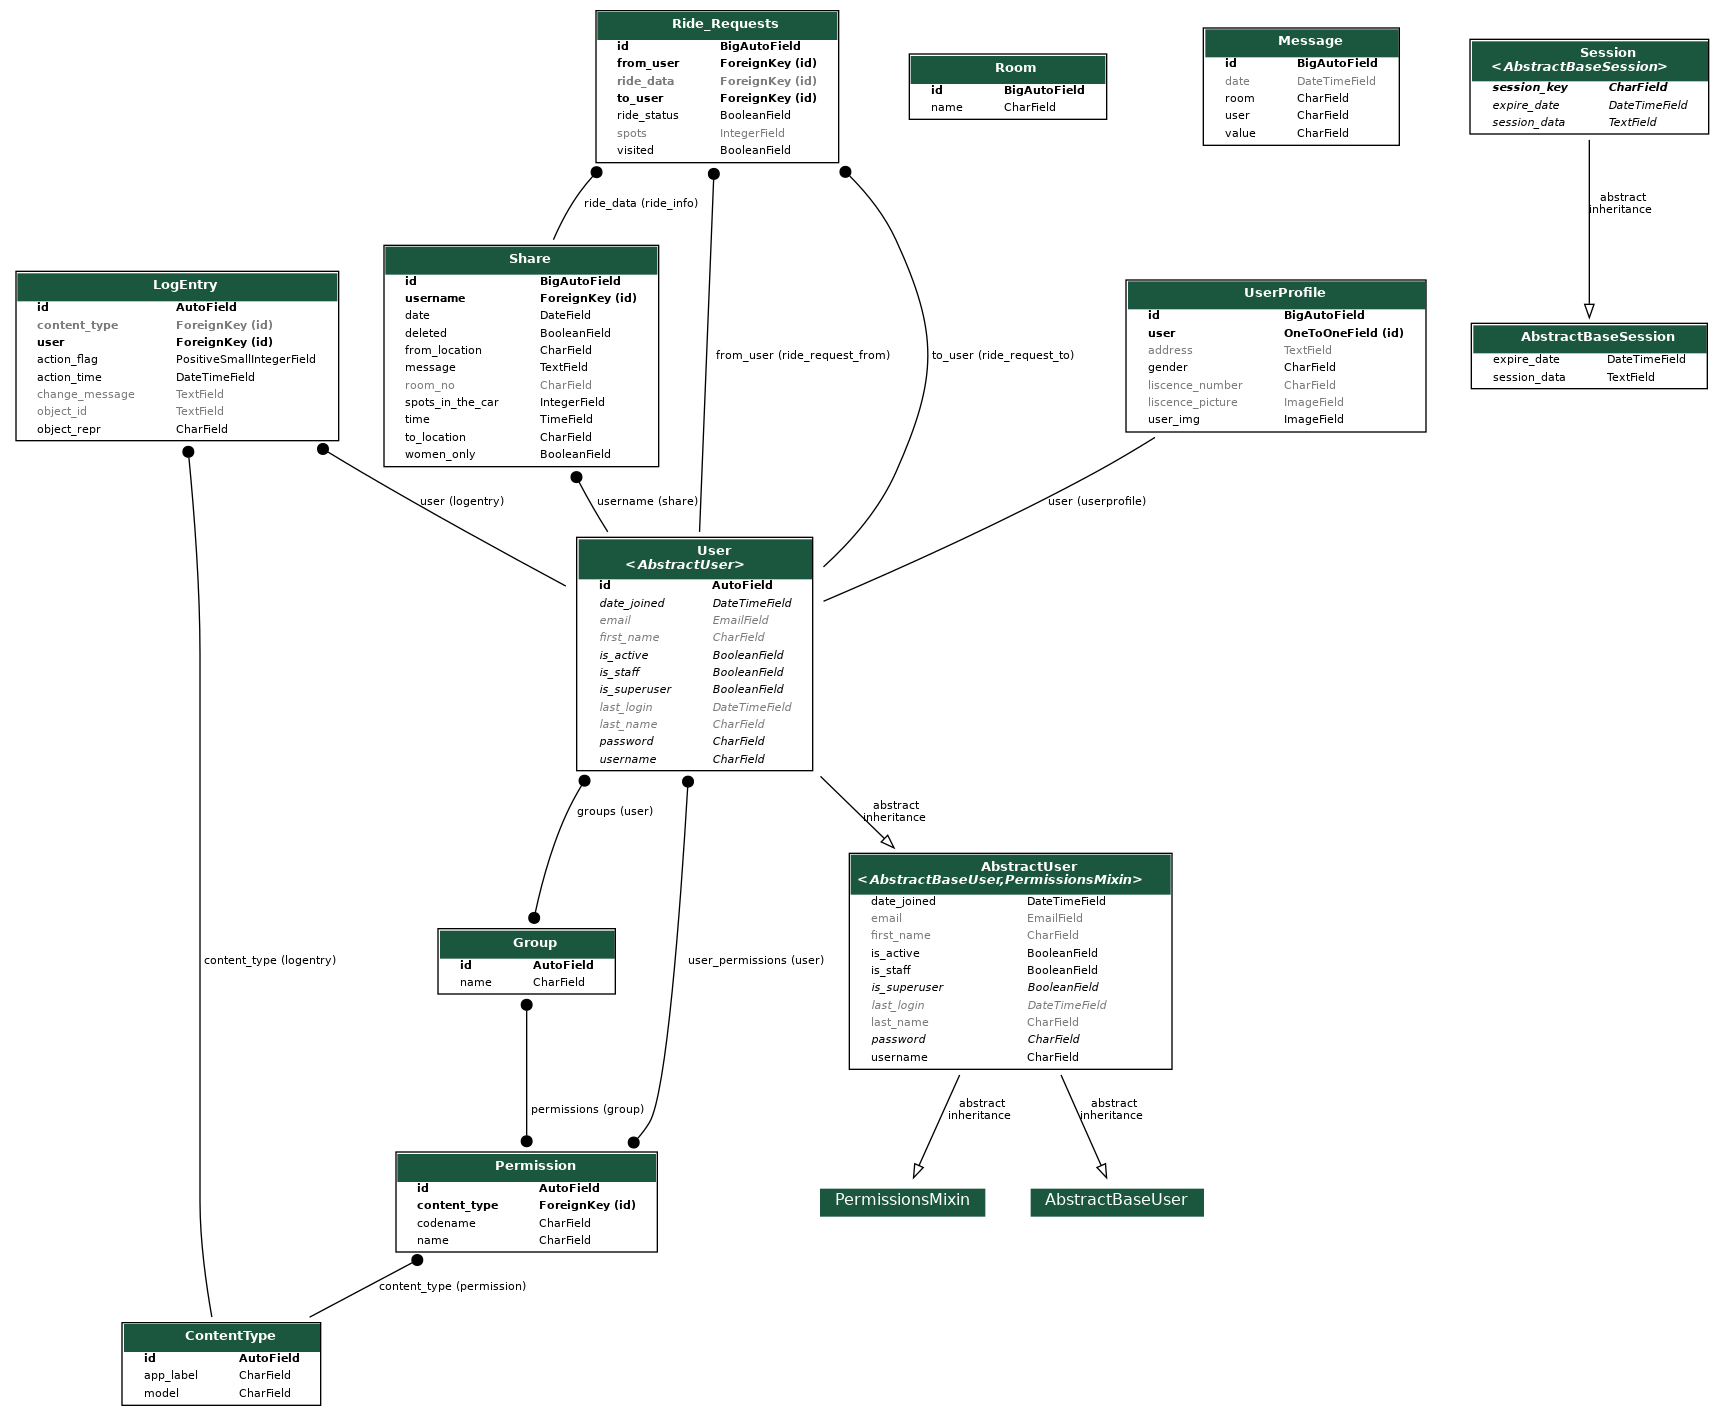 Ride_Requests
id BigAutoField
from_user ForeignKey (id)
ride_data ForeignKey (id)
to_user ForeignKey (id)
ride_status BooleanField
spots IntegerField
visited BooleanField
Room
id BigAutoField
name CharField
Message
id BigAutoField
date DateTimeField
room CharField
user CharField
value CharField
Session
<AbstractBaseSession>
session_key CharField
expire_date DateTimeField
session_data TextField
abstract
inheritance
ride_data (ride_info)
LogEntry
id AutoField
content_type ForeignKey (id)
user ForeignKey (id)
action_flag PositiveSmallIntegerField
action_time DateTimeField
change_message TextField
object_id TextField
object_repr CharField
Share
id BigAutoField
username ForeignKey (id)
date DateField
deleted BooleanField
from_location CharField
message TextField
room_no CharField
spots_in_the_car IntegerField
time TimeField
to_location CharField
women_only BooleanField
from_user (ride_request_from)
to_user (ride_request_to)
UserProfile
id BigAutoField
user OneToOneField (id)
address TextField
gender CharField
liscence_number CharField
liscence_picture ImageField
user_img ImageField
AbstractBaseSession
expire_date DateTimeField
session_data TextField
user (logentry)
username (share)
user (userprofile)
User
<AbstractUser>
id AutoField
date_joined DateTimeField
email EmailField
first_name CharField
is_active BooleanField
is_staff BooleanField
is_superuser BooleanField
last_login DateTimeField
last_name CharField
password CharField
username CharField
groups (user)
abstract
inheritance
AbstractUser
<AbstractBaseUser,PermissionsMixin>
date_joined DateTimeField
email EmailField
first_name CharField
is_active BooleanField
is_staff BooleanField
is_superuser BooleanField
last_login DateTimeField
last_name CharField
password CharField
username CharField
Group
id AutoField
name CharField
content_type (logentry)
user_permissions (user)
permissions (group)
abstract
inheritance
abstract
inheritance
Permission
id AutoField
content_type ForeignKey (id)
codename CharField
name CharField
PermissionsMixin
AbstractBaseUser
content_type (permission)
ContentType
id AutoField
app_label CharField
model CharField